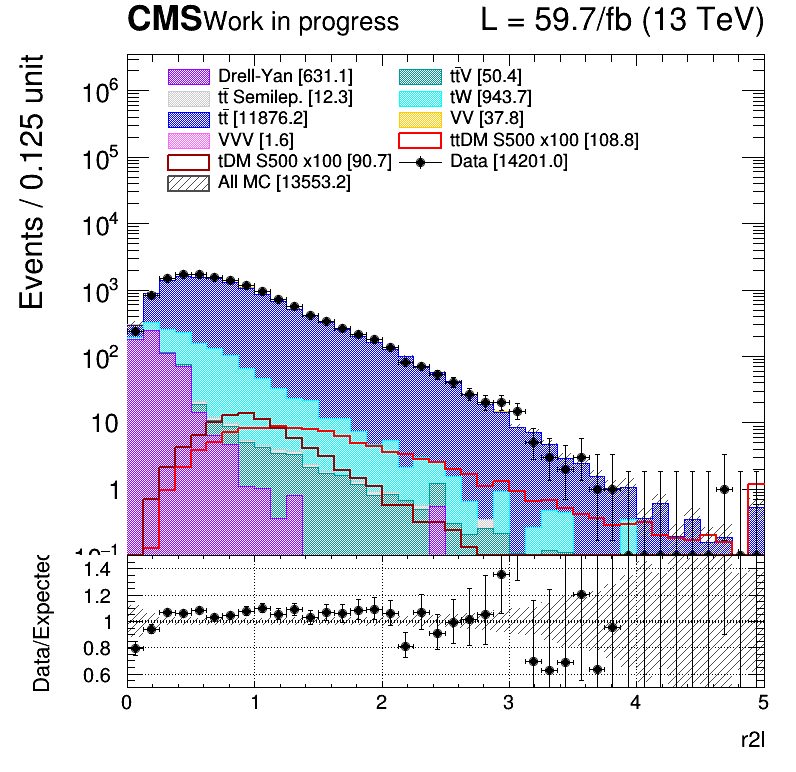 CMS Work in progress L = 59.7/fb (13 TeV)
Events / 0.125 unit
Drell-Yan [631.1] tt̄V [50.4]
tt̄ Semilep. [12.3] tW [943.7]
tt̄ [11876.2] VV [37.8]
VVV [1.6] ttDM S500 x100 [108.8]
tDM S500 x100 [90.7] Data [14201.0]
All MC [13553.2]
10⁶
10⁵
10⁴
10³
10²
10
1
10⁻¹
Data/Expected
1.4
1.2
1
0.8
0.6
0 1 2 3 4 5
r2l